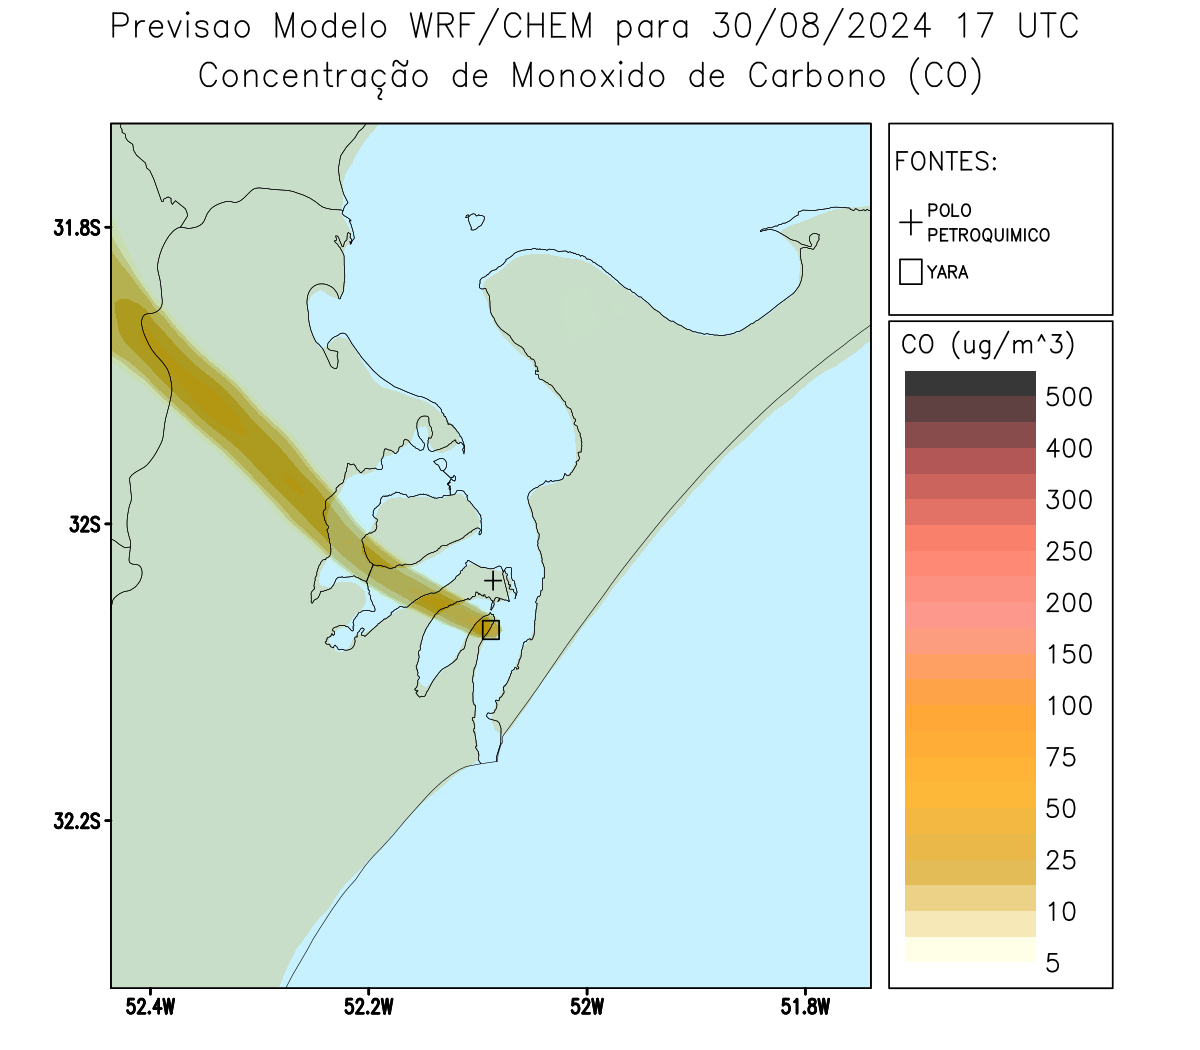 Previsao Modelo WRF/CHEM para 30/08/2024 17 UTC
Concentração de Monoxido de Carbono (CO)
FONTES:
POLO
PETROQUIMICO
YARA
31.8S
32S
32.2S
52.4W
52.2W
52W
51.8W
CO (ug/m^3)
500
400
300
250
200
150
100
75
50
25
10
5